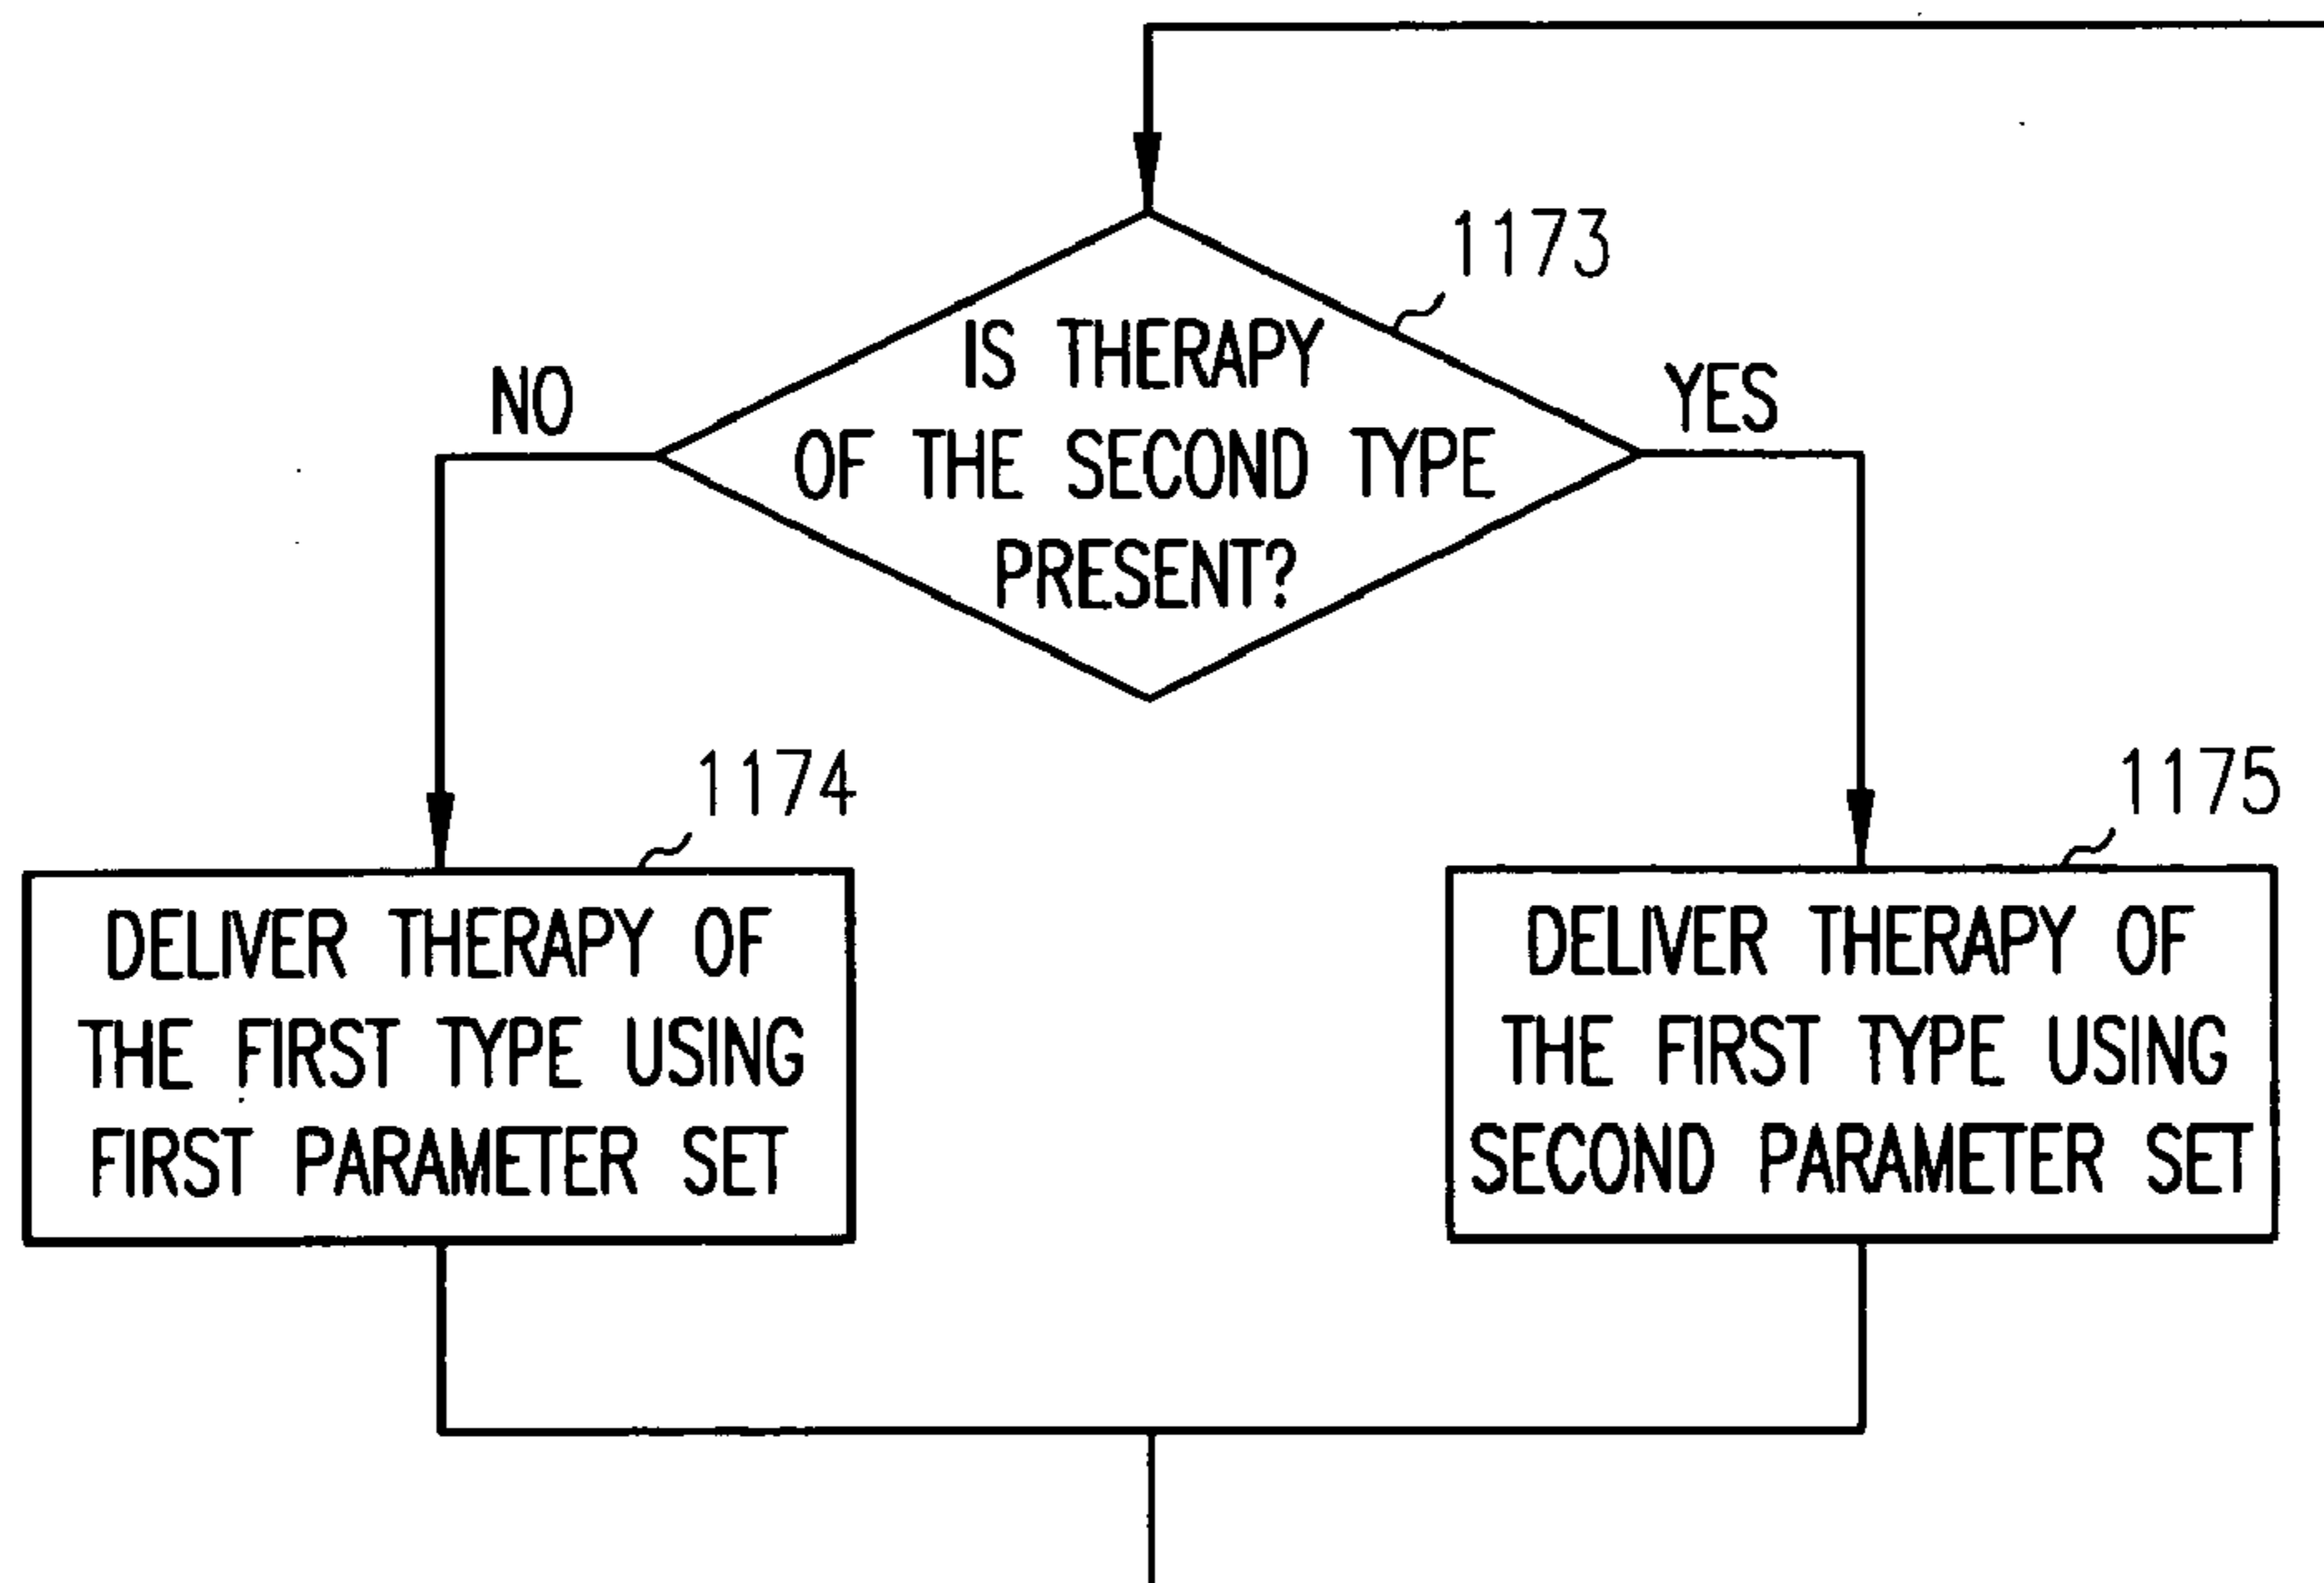 1173
IS THERAPY
OF THE SECOND TYPE
PRESENT?
NO
YES
1174
DELIVER THERAPY OF
THE FIRST TYPE USING
FIRST PARAMETER SET
1175
DELIVER THERAPY OF
THE FIRST TYPE USING
SECOND PARAMETER SET